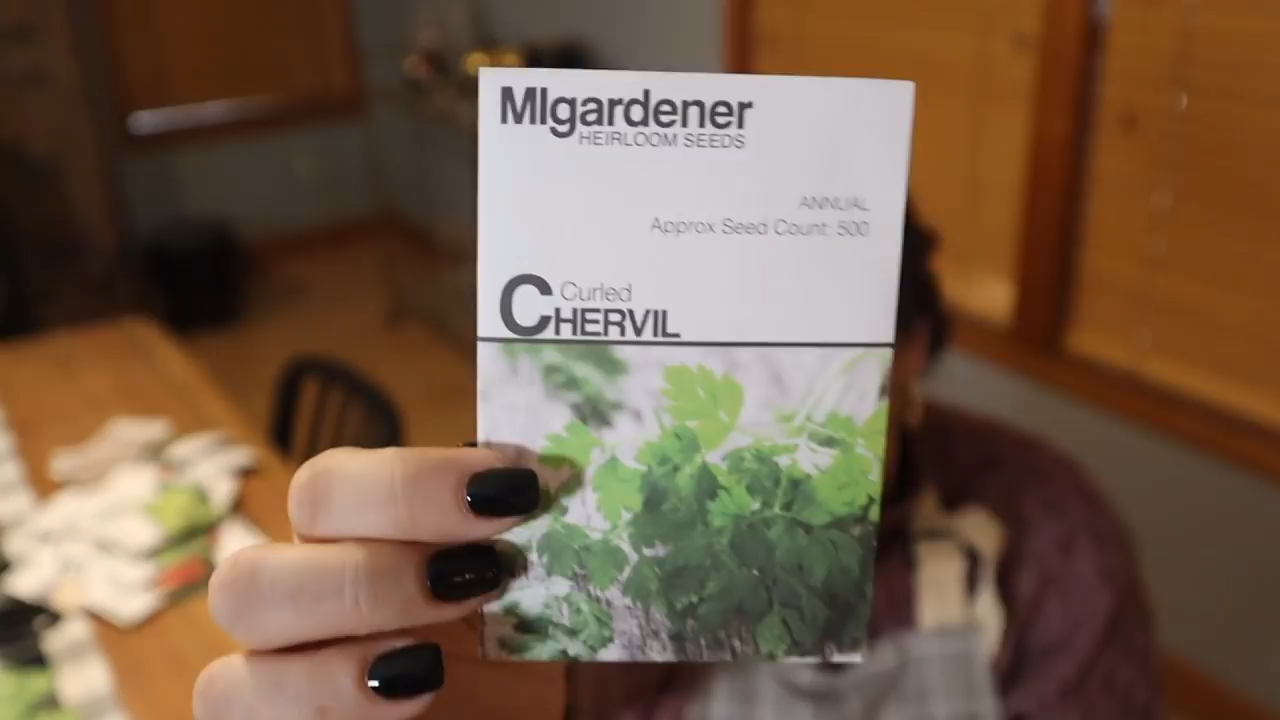 MIgardener
HEIRLOOM SEEDS
ANNUAL
Approx Seed Count: 500
Curled
CHERVIL